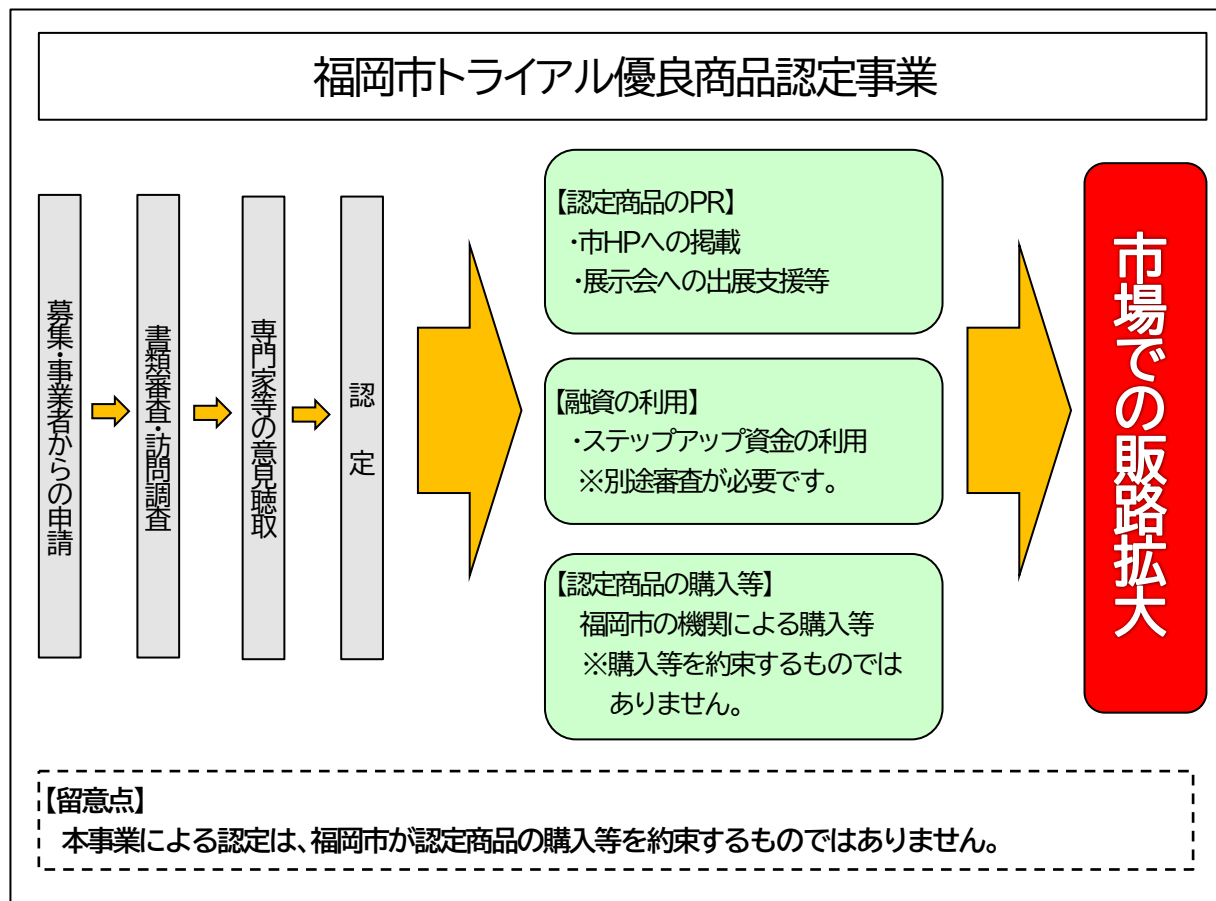 福岡市トライアル優良商品認定事業
募集・事業者からの申請
書類審査・訪問調査
専門家等の意見聴取
認定
【認定商品のPR】
・市HPへの掲載
・展示会への出展支援等
【融資の利用】
・ステップアップ資金の利用
※別途審査が必要です。
【認定商品の購入等】
福岡市の機関による購入等
※購入等を約束するものでは
ありません。
市場での販路拡大
【留意点】
本事業による認定は、福岡市が認定商品の購入等を約束するものではありません。